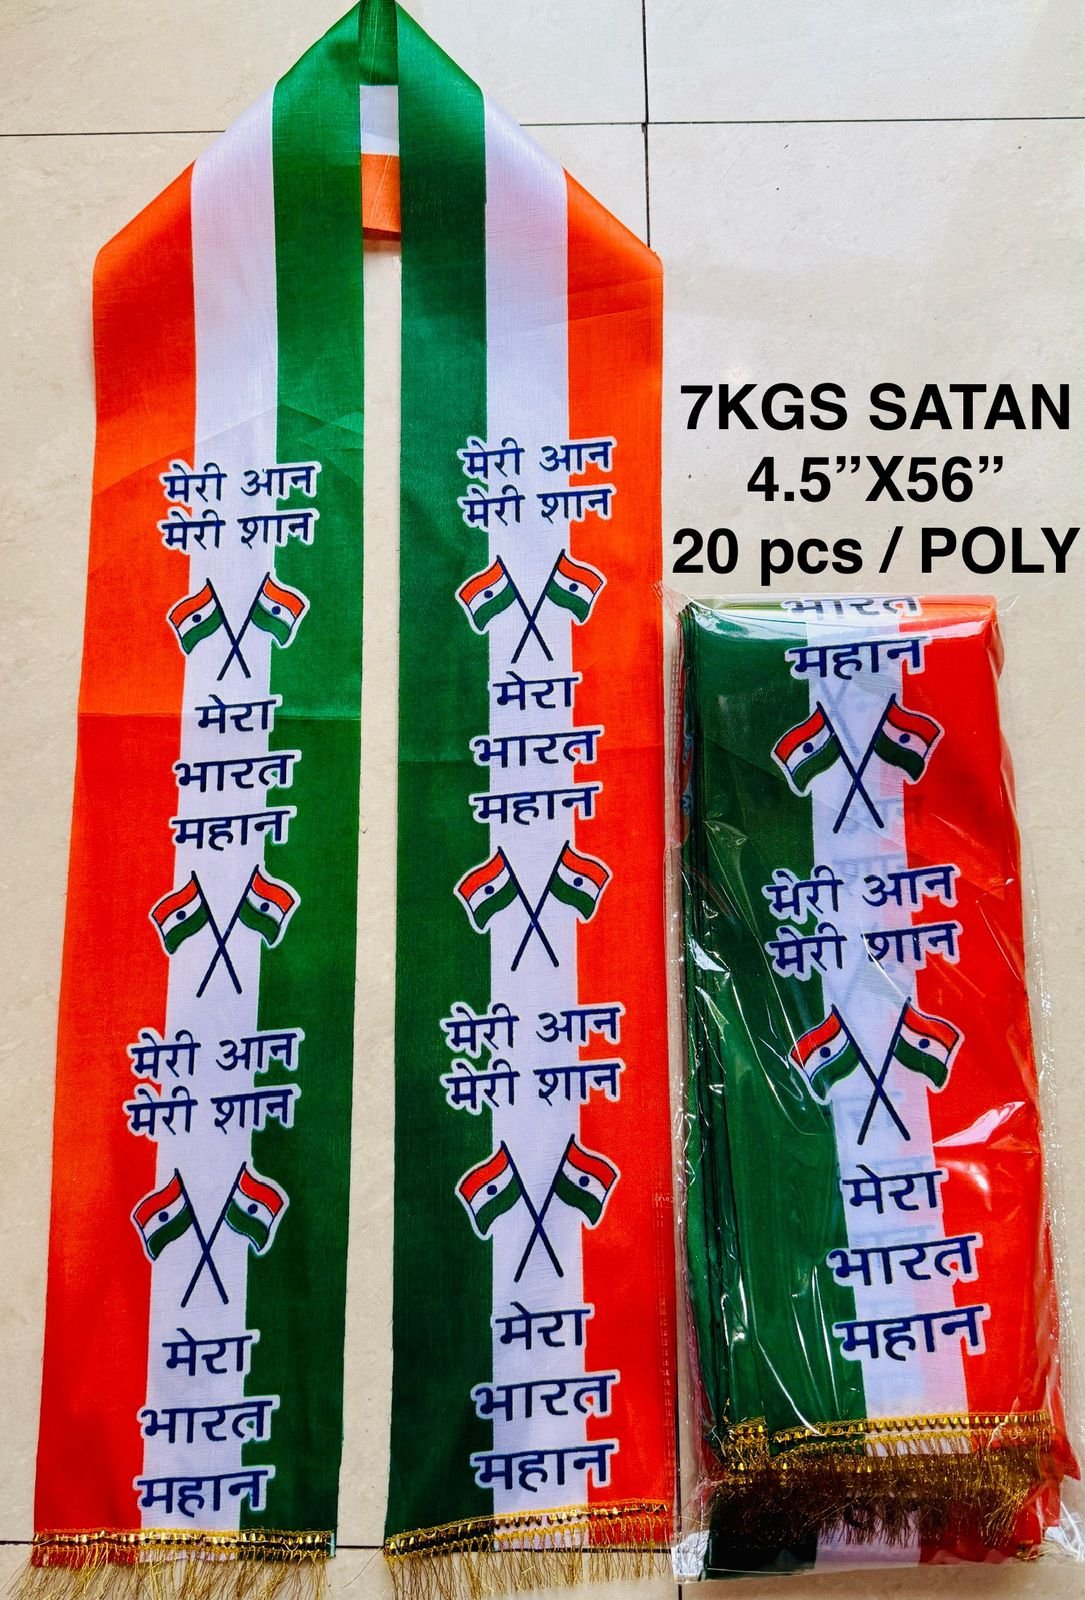 मेरी आन
मेरी शान
मेरा
भारत
महान
मेरी आन
मेरी शान
मेरा
भारत
महान
मेरी आन
मेरी शान
मेरा
भारत
महान
मेरी आन
मेरी शान
मेरा
भारत
महान
7KGS SATAN
4.5”X56”
20 pcs / POLY
भारत
महान
मेरी आन
मेरी शान
मेरा
भारत
महान